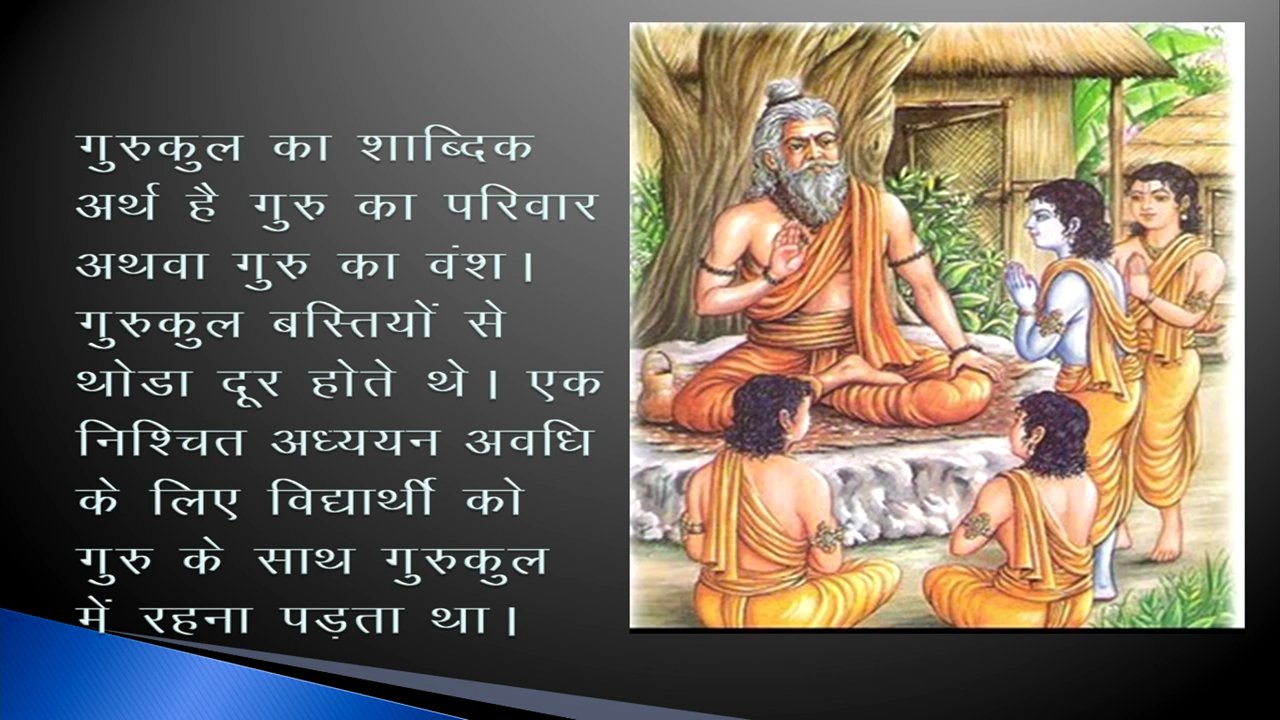 गुरुकुल का शाब्दिक
अर्थ है गुरु का परिवार
अथवा गुरु का वंश।
गुरुकुल बस्तियों से
थोडा दूर होते थे। एक
निश्चित अध्ययन अवधि
के लिए विद्यार्थी को
गुरु के साथ गुरुकुल
में रहना पड़ता था।